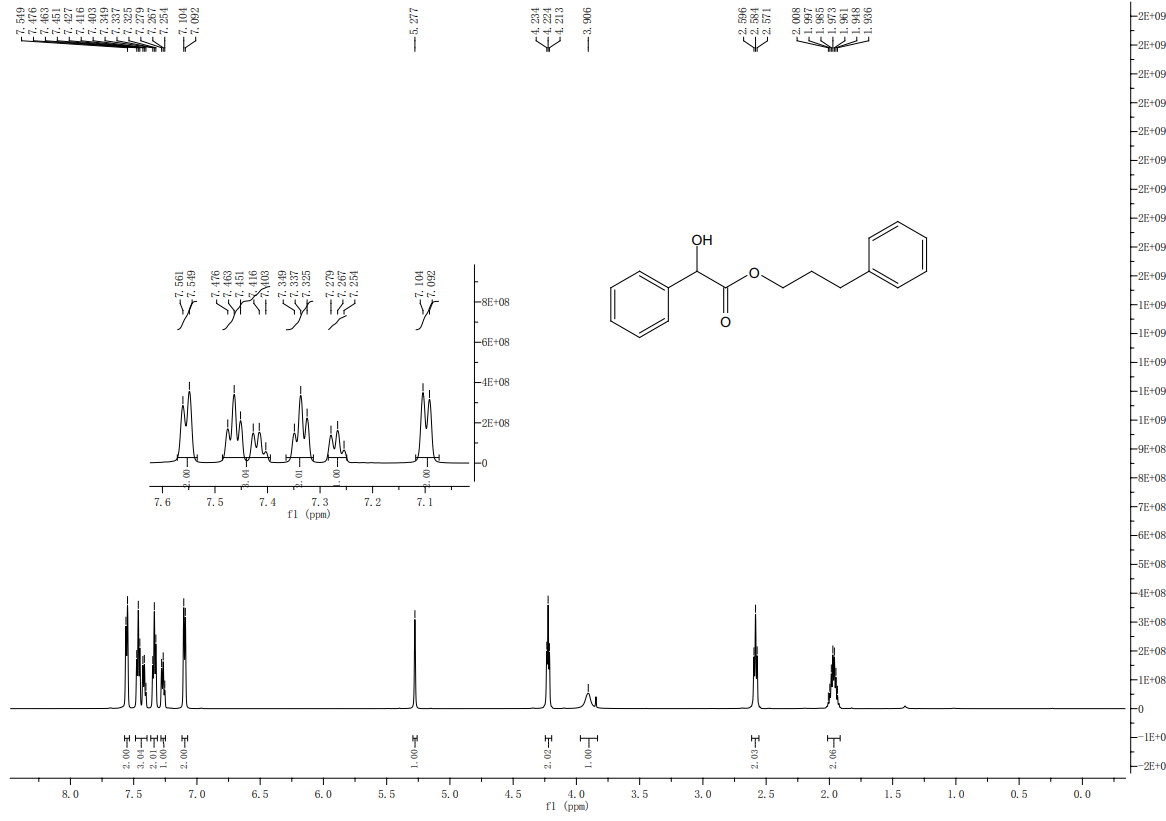 7.549 7.476 7.463 7.451 7.427 7.416 7.403 7.349 7.337 7.325 7.279 7.267 7.254 7.104 7.092 5.277 4.234 4.224 4.213 3.906 2.596 2.584 2.571 2.008 1.997 1.985 1.973 1.961 1.948 1.936
2E+09
2E+09
2E+09
2E+09
2E+09
2E+09
2E+09
2E+09
2E+09
2E+09
1E+09
1E+09
1E+09
1E+09
1E+09
9E+08
8E+08
7E+08
6E+08
5E+08
4E+08
3E+08
2E+08
1E+08
0
-1E+0
-2E+0
OH
O
O
7.561 7.549 7.476 7.463 7.451 7.416 7.403 7.349 7.337 7.325 7.279 7.267 7.254 7.104 7.092
8E+08
6E+08
4E+08
2E+08
0
2.00 3.04 2.01 1.00 2.00
7.6 7.5 7.4 7.3 7.2 7.1
f1 (ppm)
2.00 3.04 2.01 1.00 2.00 1.00 2.02 1.00 2.03 2.06
8.0 7.5 7.0 6.5 6.0 5.5 5.0 4.5 4.0 3.5 3.0 2.5 2.0 1.5 1.0 0.5 0.0
f1 (ppm)